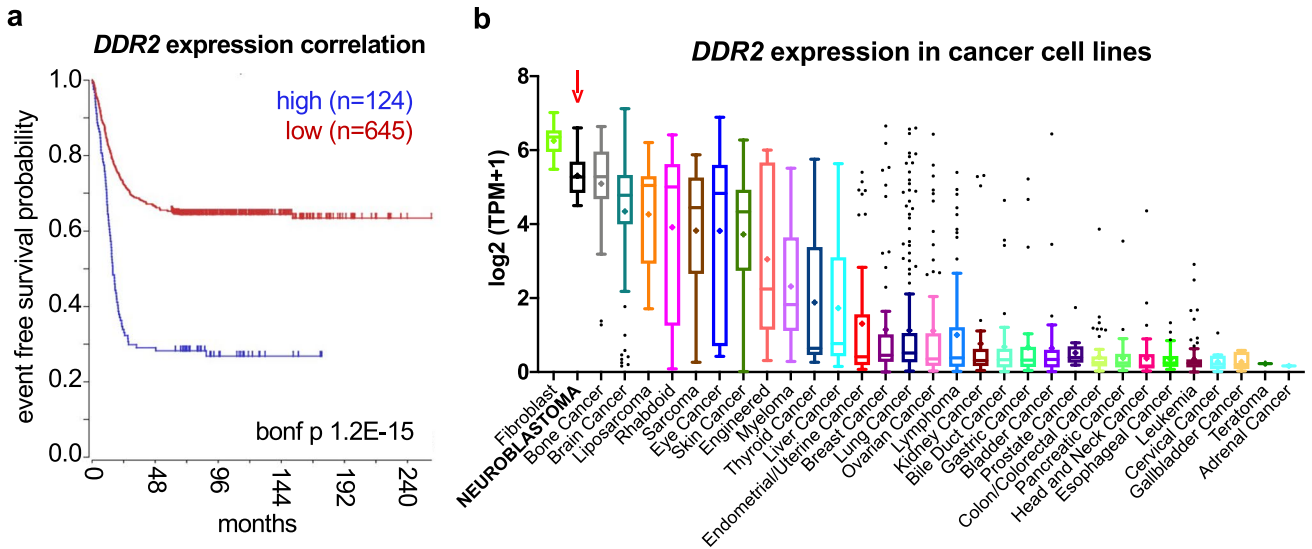 a
DDR2 expression correlation
event free survival probability
1.0
0.8
0.6
0.4
0.2
0.0
high (n=124)
low (n=645)
bonf p 1.2E-15
0
48
96
144
192
240
months
b
DDR2 expression in cancer cell lines
log2 (TPM+1)
8
6
4
2
0
Fibroblast
NEUROBLASTOMA
Bone Cancer
Brain Cancer
Liposarcoma
Rhabdoid
Sarcoma
Eye Cancer
Skin Cancer
Engineered
Myeloma
Thyroid Cancer
Liver Cancer
Endometrial/Uterine Cancer
Breast Cancer
Lung Cancer
Ovarian Cancer
Lymphoma
Kidney Cancer
Bile Duct Cancer
Gastric Cancer
Bladder Cancer
Prostate Cancer
Colon/Colorectal Cancer
Pancreatic Cancer
Head and Neck Cancer
Esophageal Cancer
Leukemia
Cervical Cancer
Gallbladder Cancer
Teratoma
Adrenal Cancer